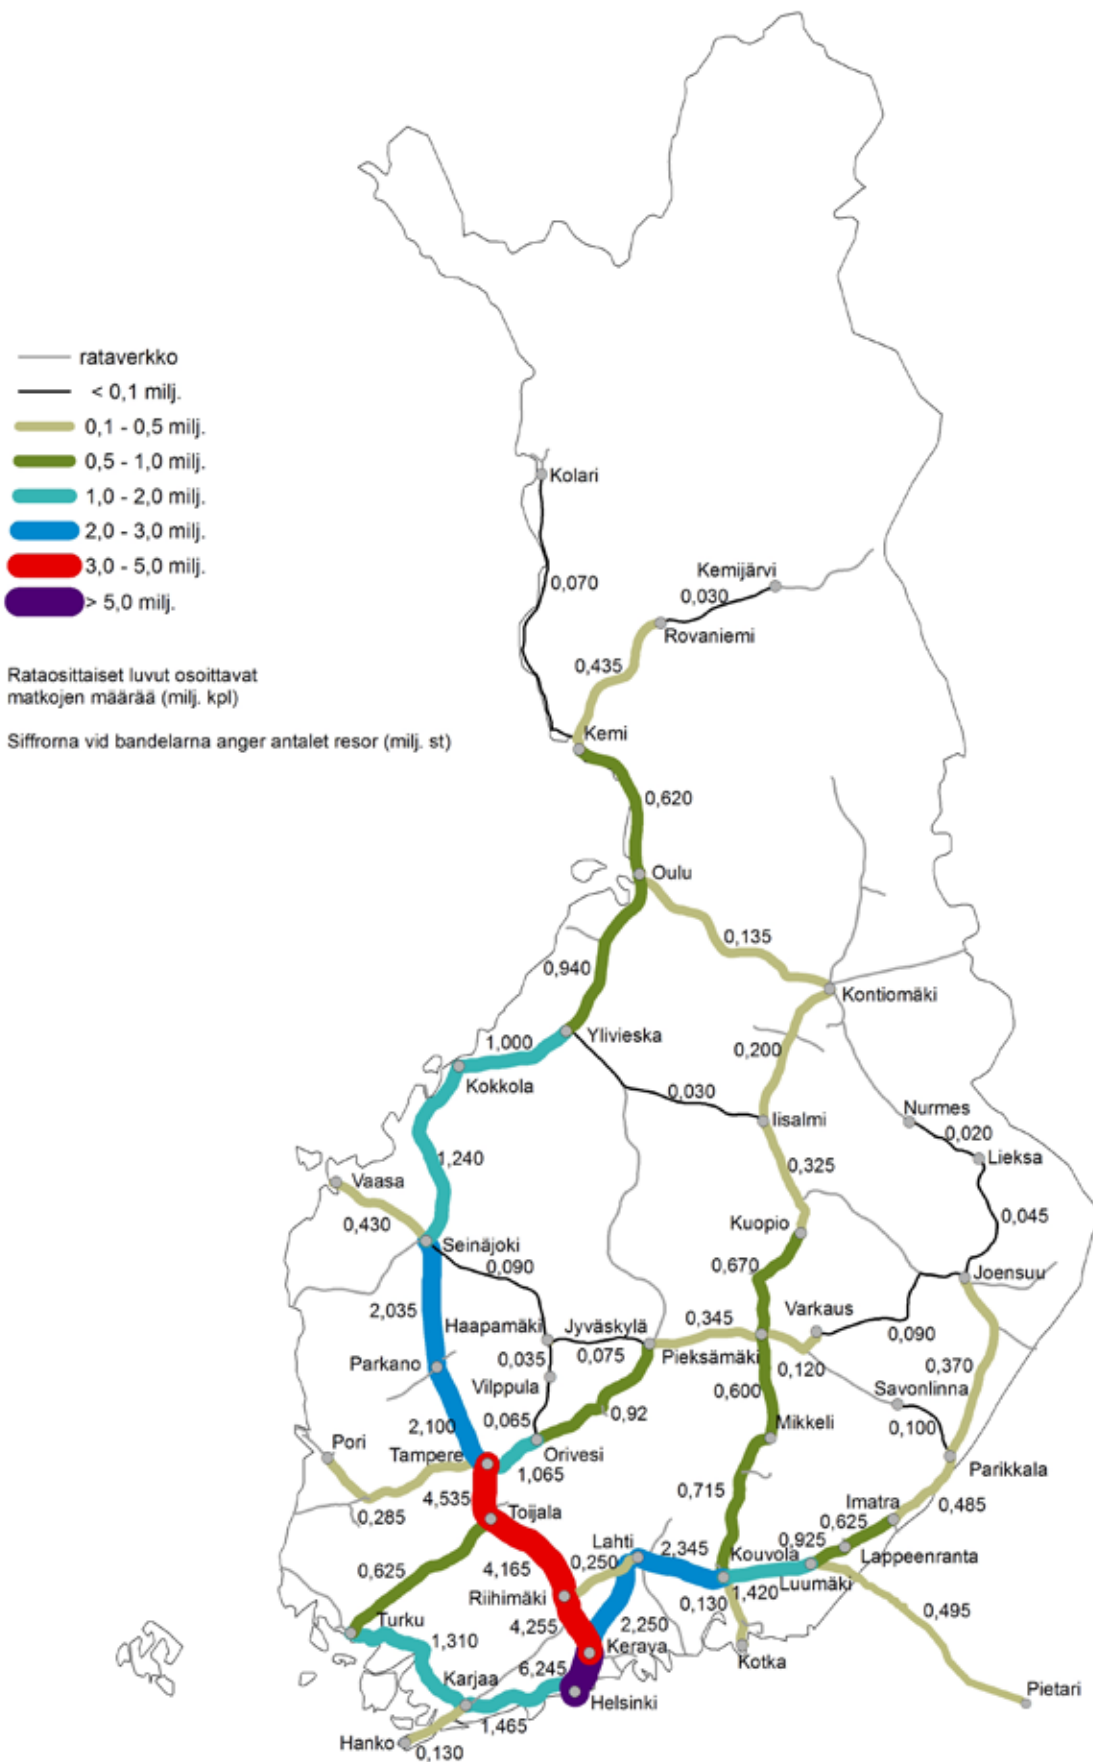 rataverkko
< 0,1 milj.
0,1 - 0,5 milj.
0,5 - 1,0 milj.
1,0 - 2,0 milj.
2,0 - 3,0 milj.
3,0 - 5,0 milj.
> 5,0 milj.
Rataosittaiset luvut osoittavat
matkojen määrää (milj. kpl)
Siffrorna vid bandelarna anger antalet resor (milj. st)
Kolari
0,070
Kemijärvi
0,030
Rovaniemi
0,435
Kemi
0,620
Oulu
0,135
0,940
Kontiomäki
Ylivieska
1,000
0,200
Kokkola
0,030
Iisalmi
Nurmes
0,020
Lieksa
1,240
0,325
Vaasa
0,045
0,430
Kuopio
Seinäjoki
0,090
0,670
Joensuu
2,035
0,345
Varkaus
Haapamäki
Jyväskylä
0,090
0,035
0,075
Pieksämäki
0,120
Parkano
0,370
Vilppula
0,600
Savonlinna
0,065
0,92
0,100
2,100
Mikkeli
Pori
Tampere
Orivesi
1,065
Parikkala
4,535
0,715
0,485
0,285
Toijala
Imatra
0,625
Lahti
2,345
0,925
Kouvola
Lappeenranta
0,625
4,165
0,250
Luumäki
1,420
Riihimäki
0,130
0,495
Turku
4,255
2,250
1,310
Kerava
Kotka
6,245
Karjaa
Pietari
Helsinki
1,465
Hanko
0,130